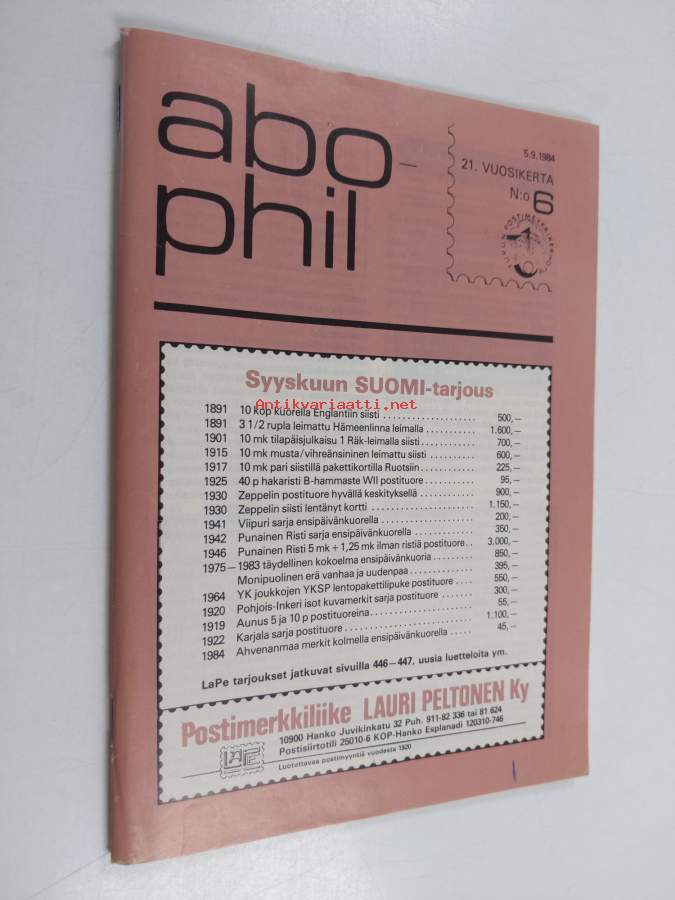 abo-
phil
5.9.1984
21. VUOSIKERTA
N:o 6
Syyskuun SUOMI-tarjous
Antikvariaatti.net
1891 10 kop kuorella Englantiin siisti .................... 500,—
1891 3 1/2 rupla leimattu Hämeenlinna leimalla ........... 1.600,—
1901 10 mk tilapäisjulkaisu 1 Räk-leimalla siisti............ 700,—
1915 10 mk musta/vihreänsininen leimattu siisti .......... 600,—
1917 10 mk pari siistillä pakettikortilla Ruotsiin............ 225,—
1925 40 p hakaristi B-hammaste WII postituore ........... 95,—
1930 Zeppelin postituore hyvällä keskityksellä ............ 900,—
1930 Zeppelin siisti lentänyt kortti ...................... 1.150,—
1941 Viipuri sarja ensipäivänkuorella .................... 200,—
1942 Punainen Risti sarja ensipäivänkuorella ............. 350,—
1946 Punainen Risti 5 mk + 1,25 mk ilman ristiä postituore.. 3.000,—
1975—1983 täydellinen kokoelma ensipäivänkuoria ......... 850,—
Monipuolinen erä vanhaa ja uudenpaa.............. 395,—
1964 YK joukkojen YKSP lentopakettilipuke postituore .... 550,—
1920 Pohjois-Inkeri isot kuvamerkit sarja postituore ....... 300,—
1919 Aunus 5 ja 10 p postituoreina...................... 55,—
1922 Karjala sarja postituore ........................... 1.100,—
1984 Ahvenanmaa merkit kolmella ensipäivänkuorella ..... 45,—
LaPe tarjoukset jatkuvat sivuilla 446—447, uusia luetteloita ym.
Postimerkkiliike LAURI PELTONEN Ky
10900 Hanko Juvikinkatu 32 Puh. 911-82 336 tai 81 624
Postisiirtotili 25010-6 KOP-Hanko Esplanadi 120310-746
Luotettavaa postimyyntiä vuodesta 1920